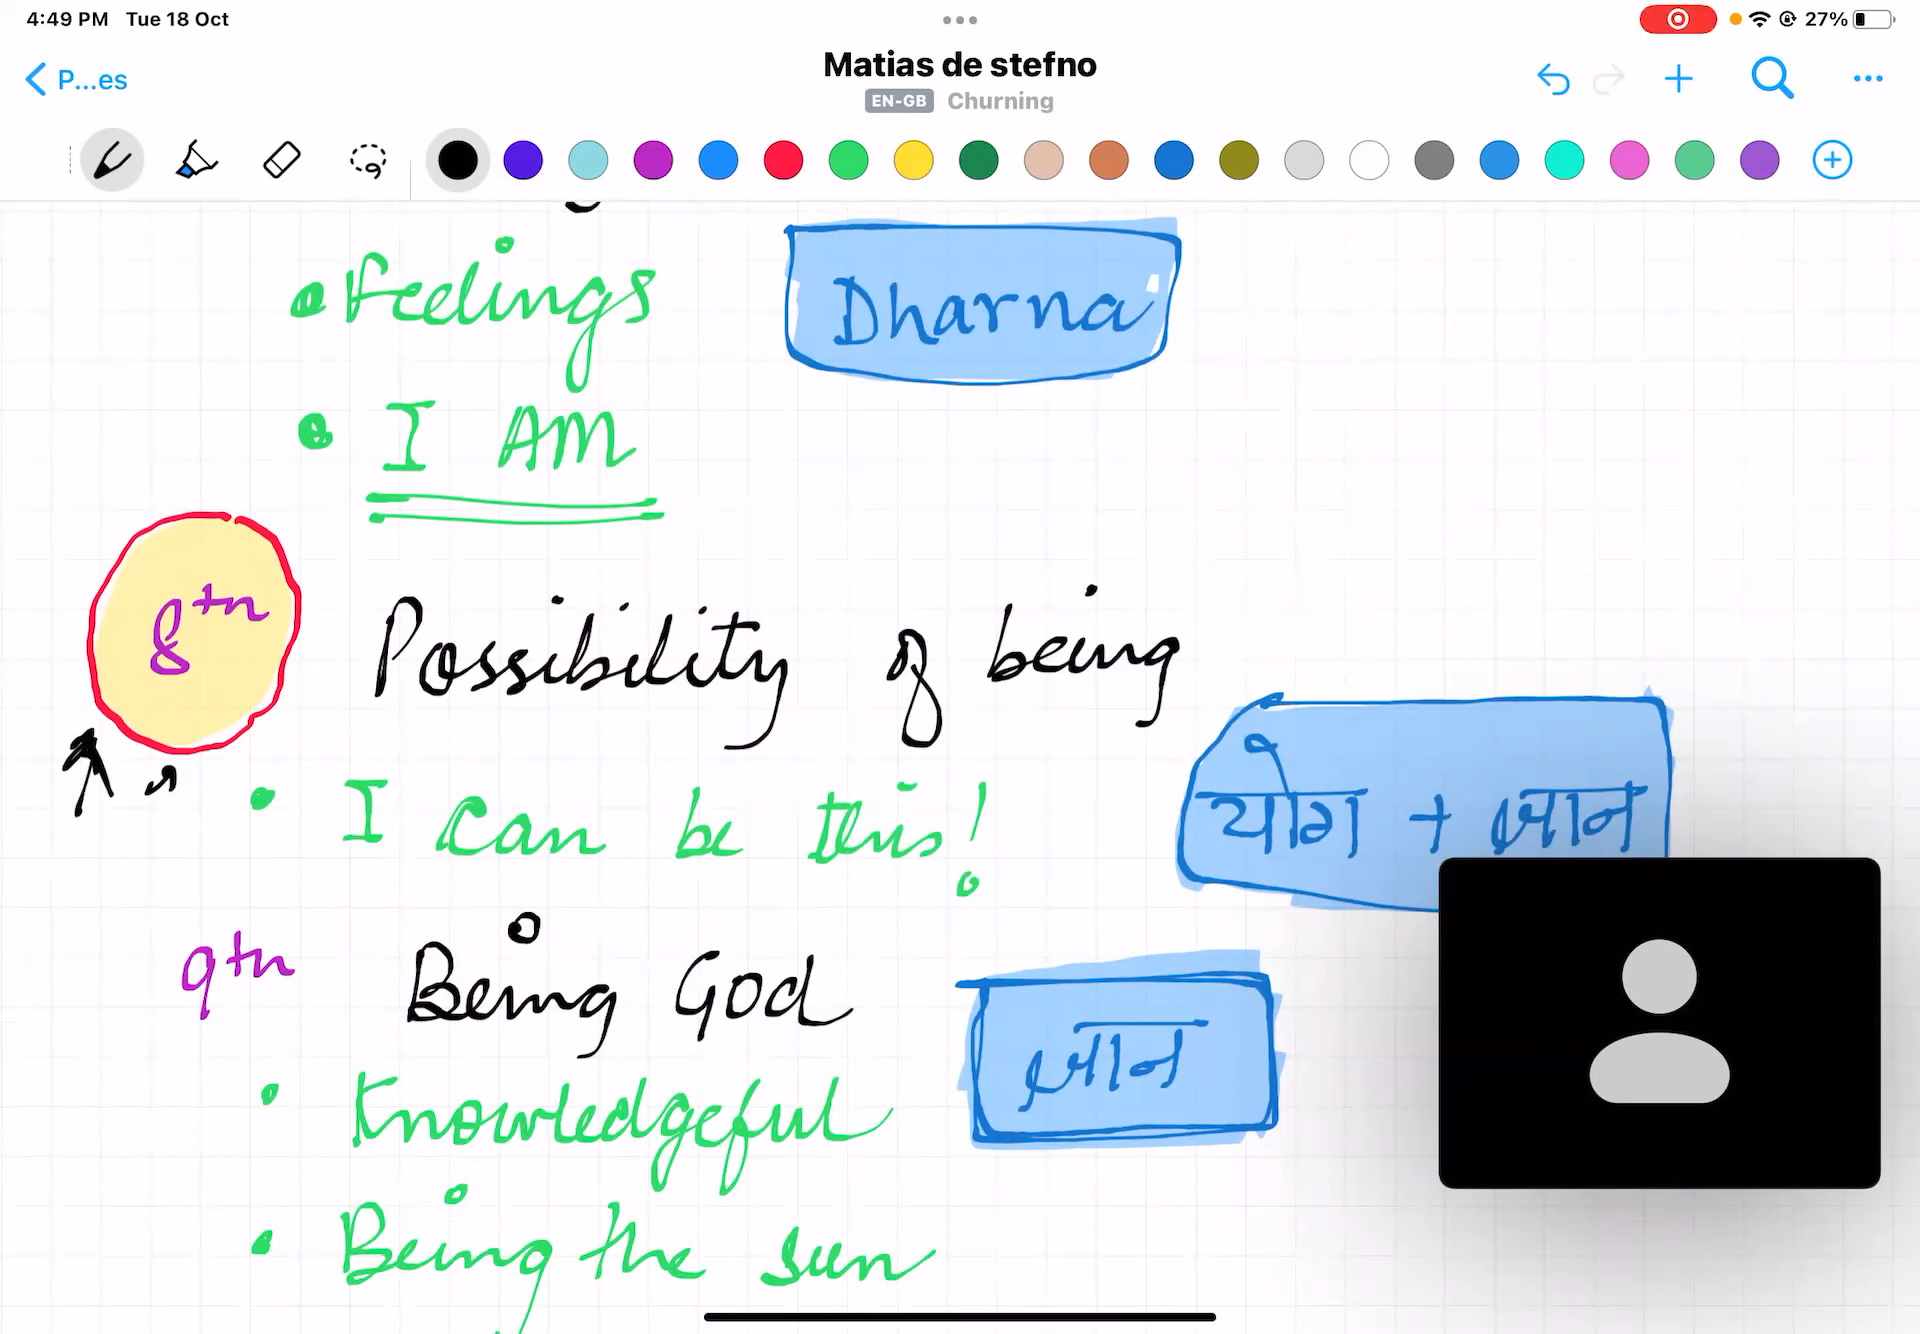 4:49 PM Tue 18 Oct
27%
P...es
Matias de stefno
EN-GB Churning
Feelings
Dharna
I AM
8th Possibility of being
I can be this!
योग + ज्ञान
9th Being God
ज्ञान
Knowledgeful
Being the sun